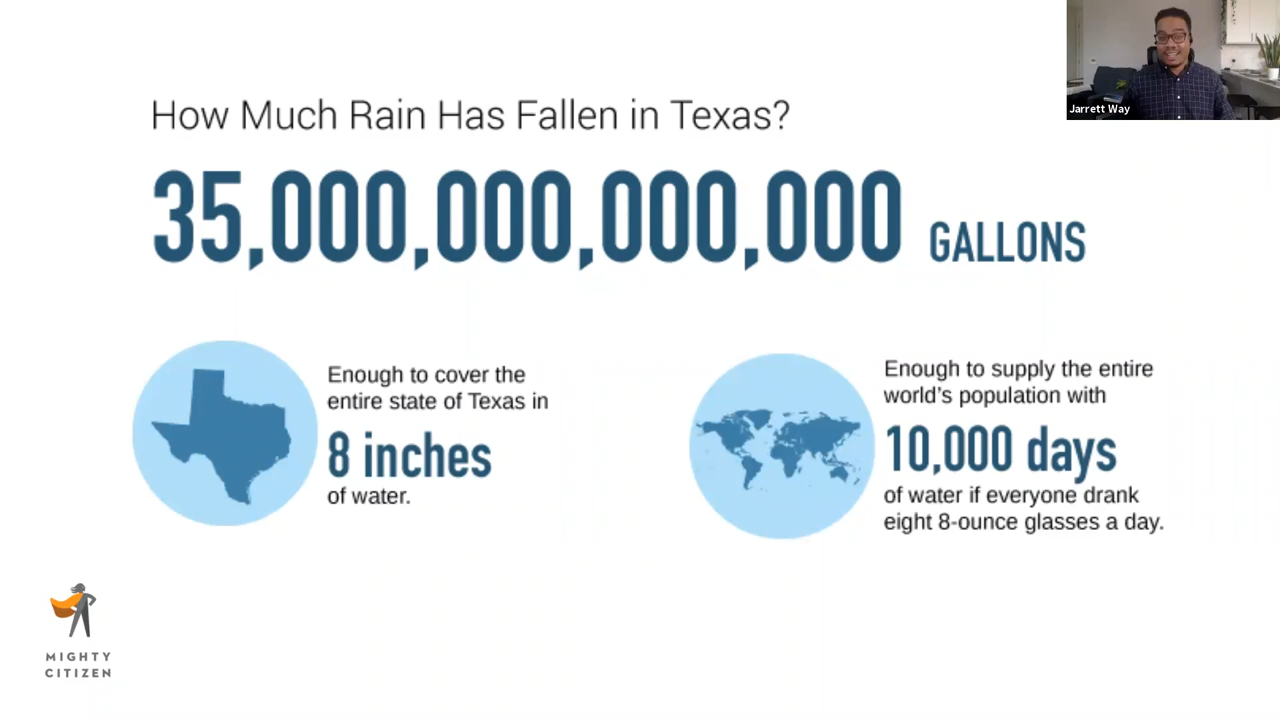 Jarrett Way
How Much Rain Has Fallen in Texas?
35,000,000,000,000 GALLONS
Enough to cover the
entire state of Texas in
8 inches
of water.
Enough to supply the entire
world's population with
10,000 days
of water if everyone drank
eight 8-ounce glasses a day.
MIGHTY
CITIZEN